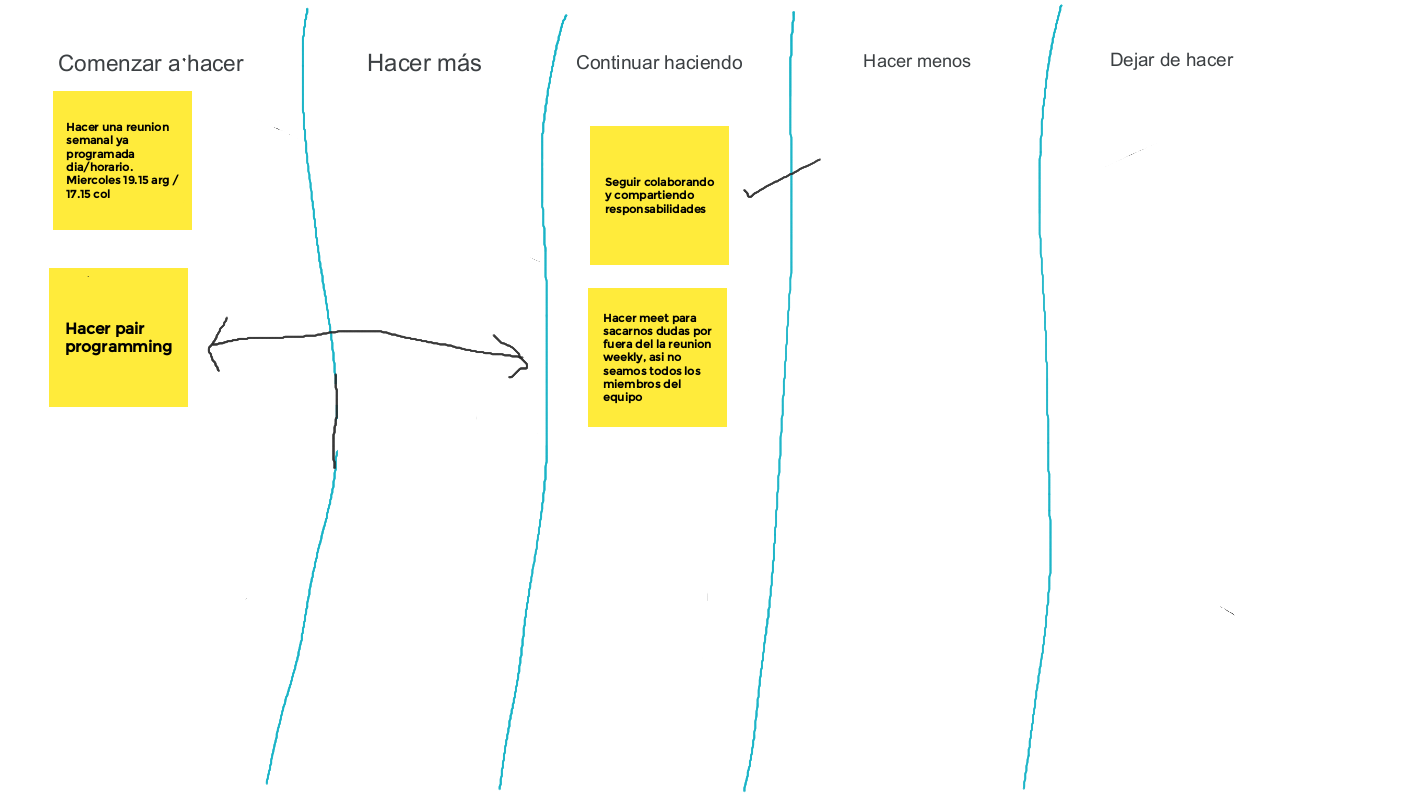 Comenzar a hacer
Hacer más
Continuar haciendo
Hacer menos
Dejar de hacer
Hacer una reunion
semanal ya
programada
dia/horario.
Miercoles 19.15 arg /
17.15 col
Hacer pair
programming
Seguir colaborando
y compartiendo
responsabilidades
Hacer meet para
sacarnos dudas por
fuera del la reunion
weekly, asi no
seamos todos los
miembros del
equipo